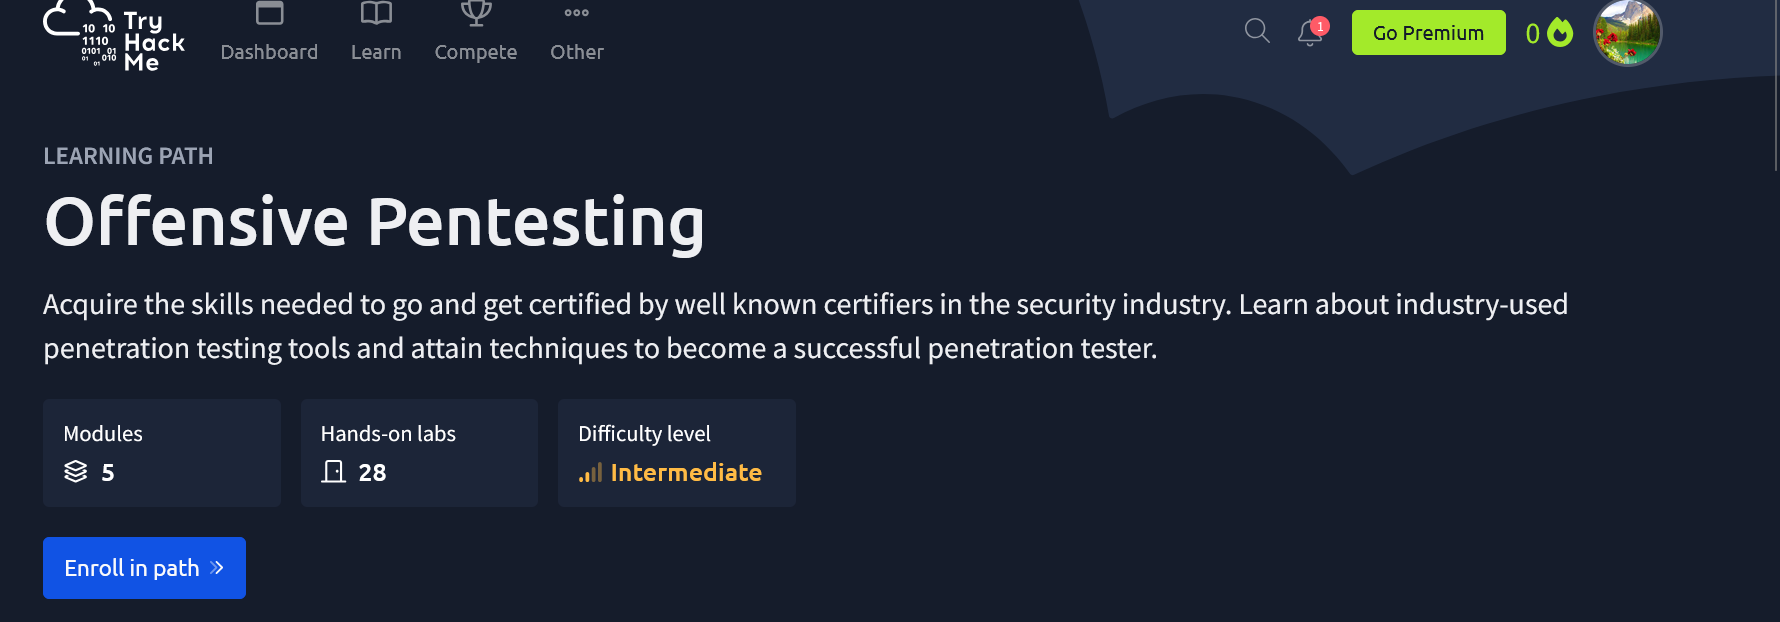 Try
Hack
Me
10 10
1110
0101 01
01 010
01
Dashboard
Learn
Compete
Other
1
Go Premium
0
LEARNING PATH
Offensive Pentesting
Acquire the skills needed to go and get certified by well known certifiers in the security industry. Learn about industry-used
penetration testing tools and attain techniques to become a successful penetration tester.
Modules
5
Hands-on labs
28
Difficulty level
Intermediate
Enroll in path